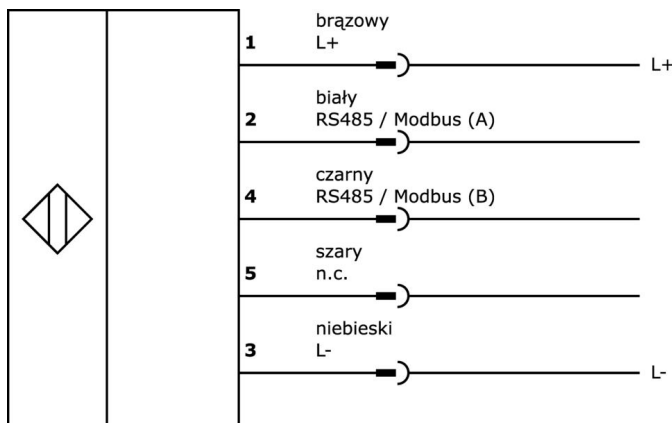 brązowy
1 L+
L+
biały
2 RS485 / Modbus (A)
czarny
4 RS485 / Modbus (B)
szary
5 n.c.
niebieski
3 L-
L-